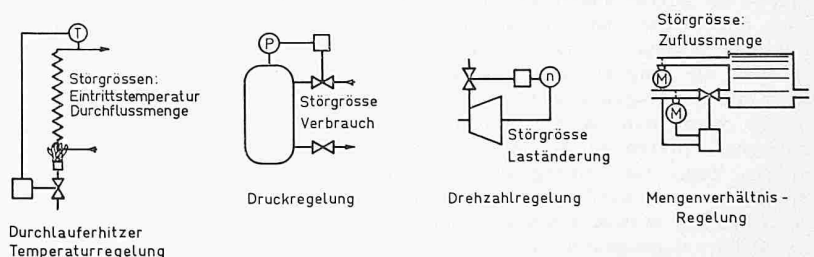 T
Störgrössen:
Eintrittstemperatur
Durchflussmenge
Durchlauferhitzer
Temperaturregelung
P
Störgrösse
Verbrauch
Druckregelung
n
Störgrösse
Laständerung
Drehzahlregelung
Störgrösse:
Zuflussmenge
M
M
Mengenverhältnis-
Regelung